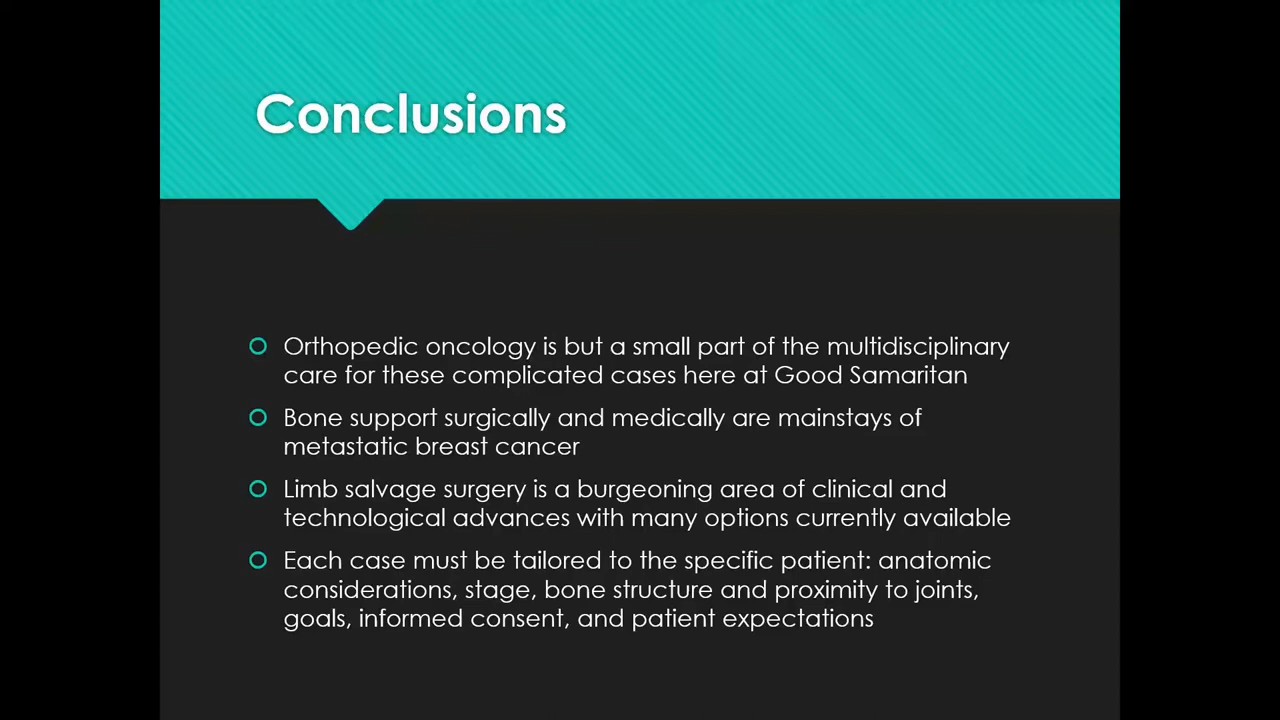 Conclusions
Orthopedic oncology is but a small part of the multidisciplinary
care for these complicated cases here at Good Samaritan
Bone support surgically and medically are mainstays of
metastatic breast cancer
Limb salvage surgery is a burgeoning area of clinical and
technological advances with many options currently available
Each case must be tailored to the specific patient: anatomic
considerations, stage, bone structure and proximity to joints,
goals, informed consent, and patient expectations